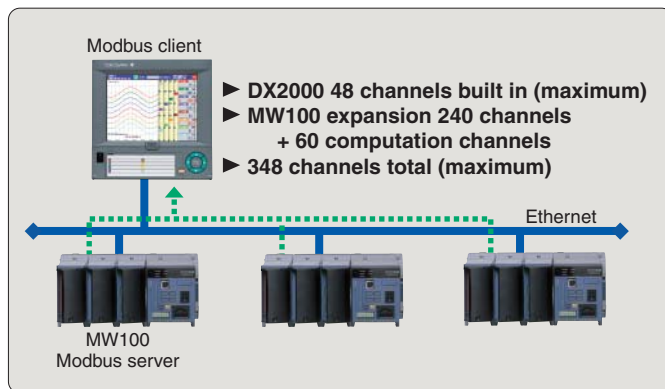 Modbus client
► DX2000 48 channels built in (maximum)
► MW100 expansion 240 channels
+ 60 computation channels
► 348 channels total (maximum)
Ethernet
MW100
Modbus server